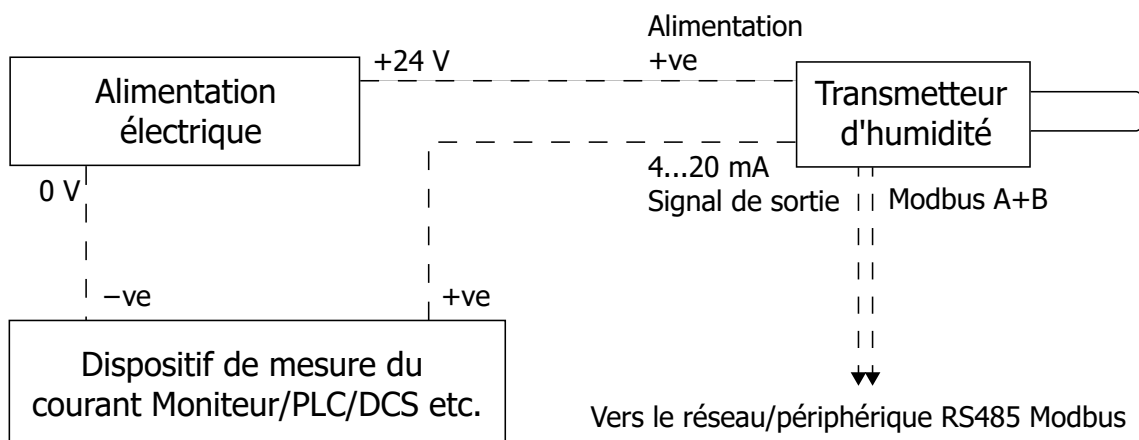 Alimentation
+ve
+24 V
Alimentation
électrique
Transmetteur
d'humidité
4...20 mA
Signal de sortie
Modbus A+B
0 V
−ve
+ve
Dispositif de mesure du
courant Moniteur/PLC/DCS etc.
Vers le réseau/périphérique RS485 Modbus